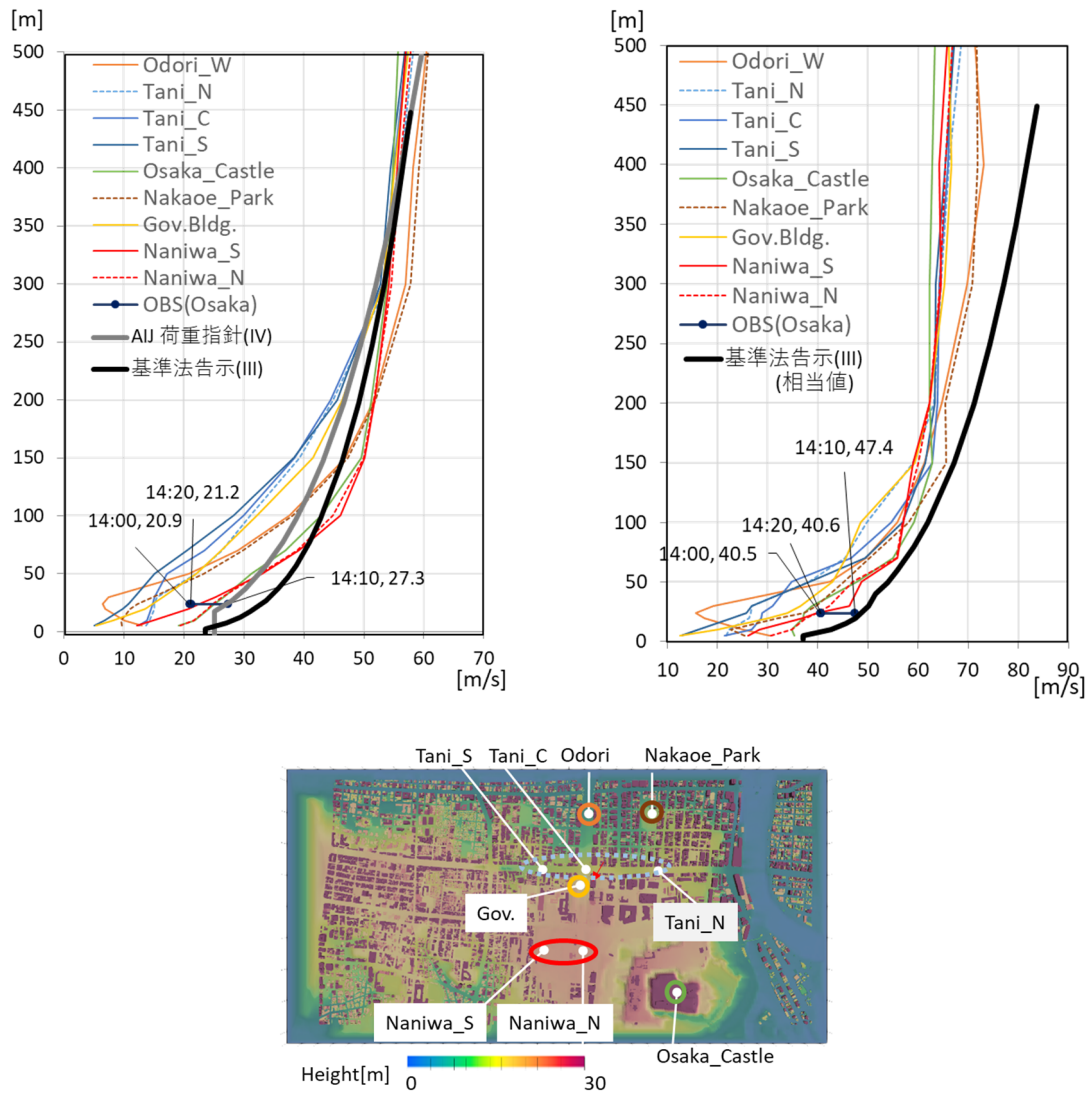 [m]
500
450
400
350
300
250
200
150
100
50
0
0
10
20
30
40
50
60
70
[m/s]
Odori_W
Tani_N
Tani_C
Tani_S
Osaka_Castle
Nakaoe_Park
Gov.Bldg.
Naniwa_S
Naniwa_N
OBS(Osaka)
AIJ 荷重指針(IV)
基準法告示(III)
14:20, 21.2
14:00, 20.9
14:10, 27.3
[m]
500
450
400
350
300
250
200
150
100
50
0
10
20
30
40
50
60
70
80
90
[m/s]
Odori_W
Tani_N
Tani_C
Tani_S
Osaka_Castle
Nakaoe_Park
Gov.Bldg.
Naniwa_S
Naniwa_N
OBS(Osaka)
基準法告示(III)
(相当値)
14:10, 47.4
14:20, 40.6
14:00, 40.5
Tani_S
Tani_C
Odori
Nakaoe_Park
Gov.
Tani_N
Naniwa_S
Naniwa_N
Osaka_Castle
Height[m]
0
30